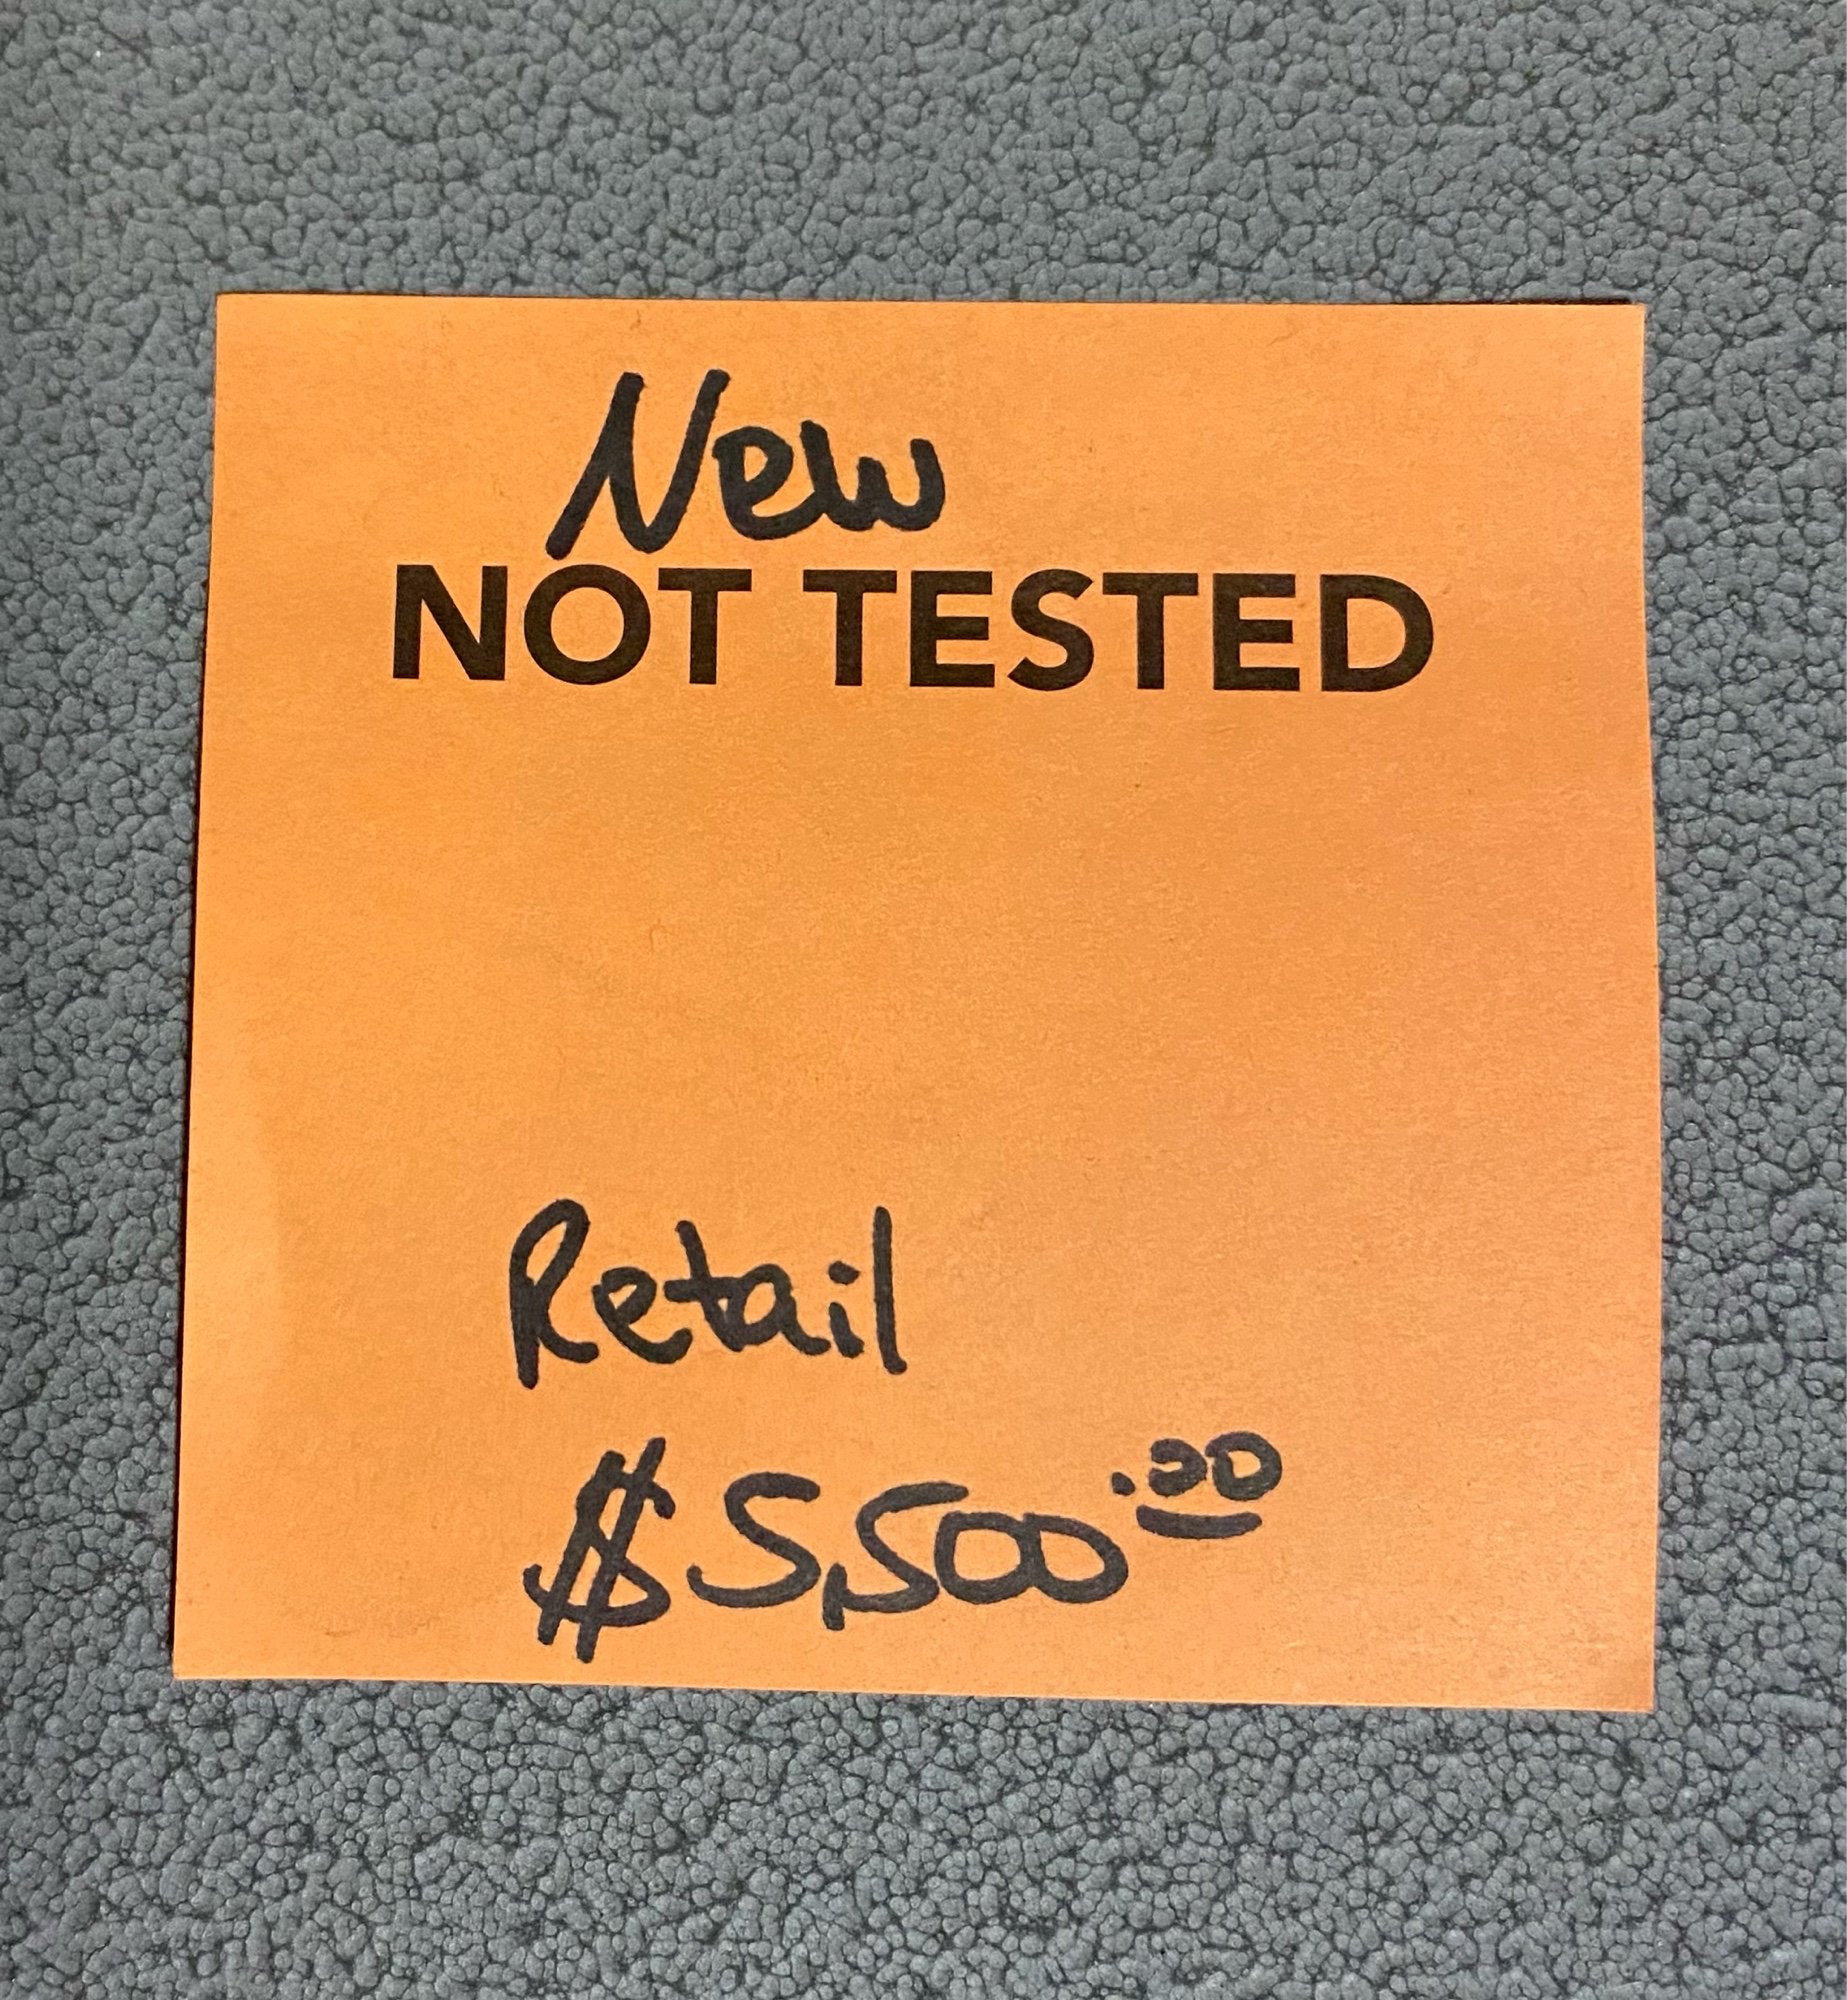 New
NOT TESTED
Retail
$5,500.00